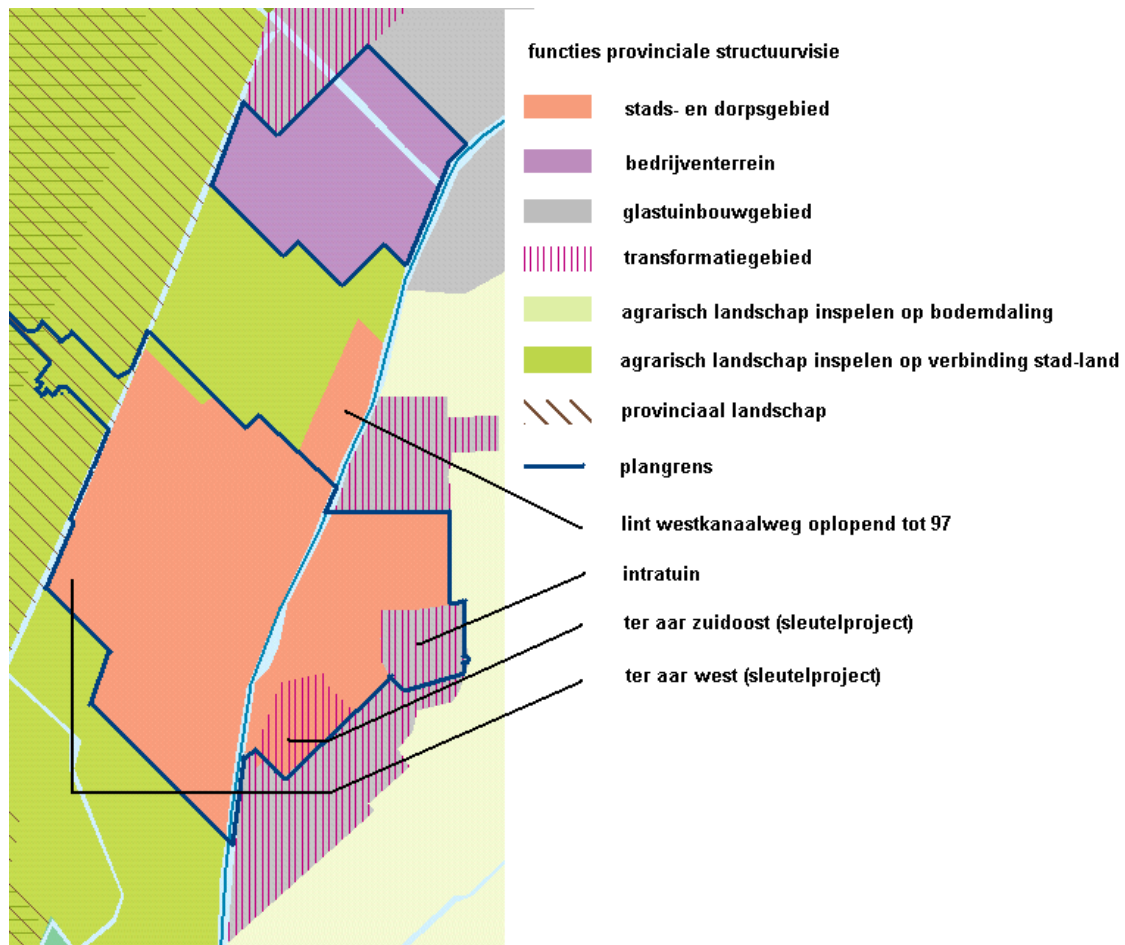 functies provinciale structuurvisie
stads- en dorpsgebied
bedrijventerrein
glastuinbouwgebied
transformatiegebied
agrarisch landschap inspelen op bodemdaling
agrarisch landschap inspelen op verbinding stad-land
provinciaal landschap
plangrens
lint westkanaalweg oplopend tot 97
intratuin
ter aar zuidoost (sleutelproject)
ter aar west (sleutelproject)